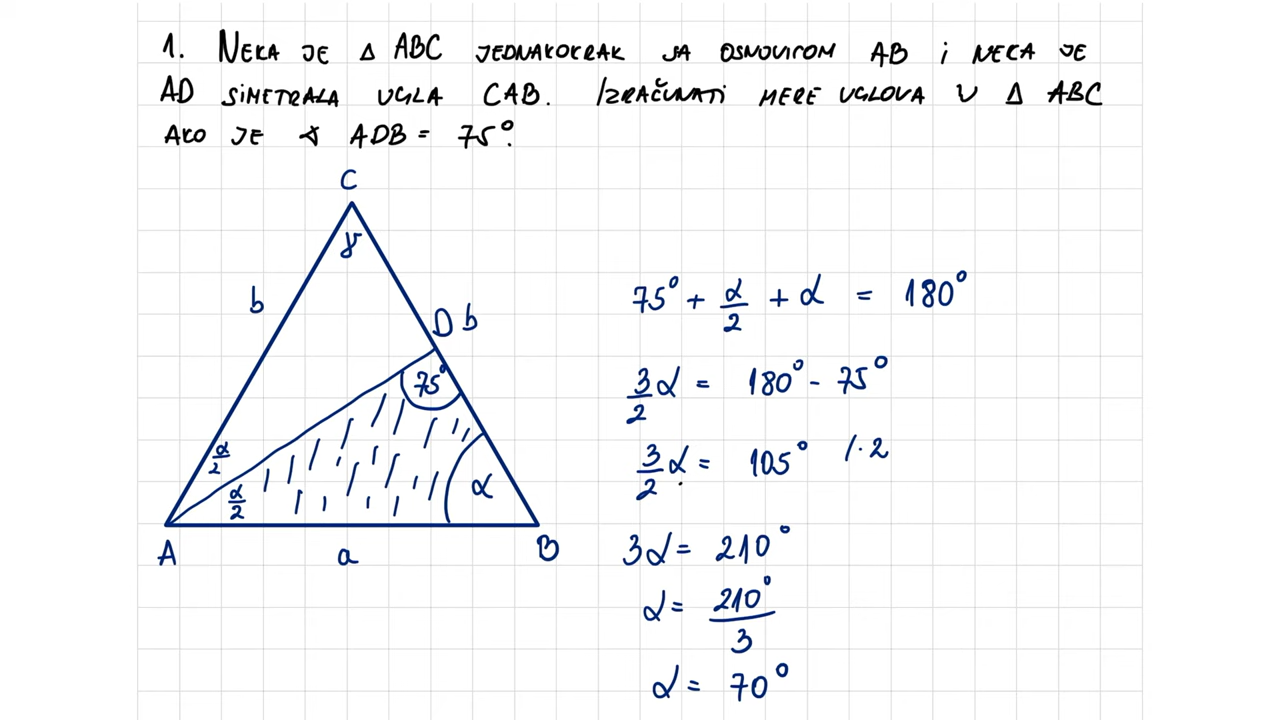 1. NEKA JE Δ ABC JEDNAKOKRAK SA OSNOVICOM AB I NEKA JE
AD SIMETRALA UGLA CAB. IZRAČUNATI MERE UGLOVA U Δ ABC
AKO JE ∢ ADB = 75°.
C
γ
b
D b
75°
α/2
α/2
α
A
a
B
75° + α/2 + α = 180°
3/2 α = 180° - 75°
3/2 α = 105° /·2
3α = 210°
α = 210°/3
α = 70°